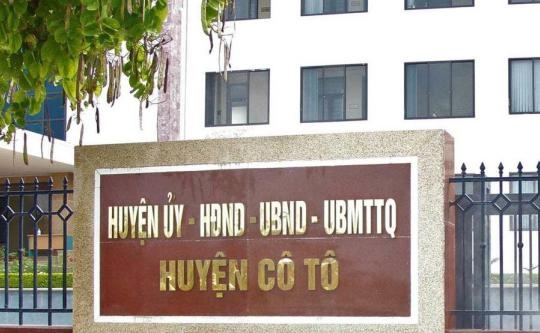 HUYỆN ỦY - HĐND - UBND - UBMTTQ
HUYỆN CÔ TÔ